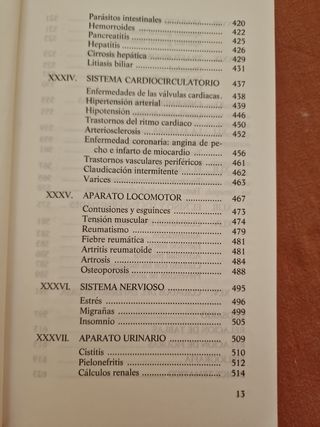 Parásitos intestinales ........ 420
Hemorroides ........ 422
Pancreatitis ........ 425
Hepatitis ........ 426
Cirrosis hepática ........ 429
Litiasis biliar ........ 431
XXXIV. SISTEMA CARDIOCIRCULATORIO 437
Enfermedades de las válvulas cardiacas. 438
Hipertensión arterial ........ 439
Hipotensión ........ 446
Trastornos del ritmo cardiaco ........ 450
Arteriosclerosis ........ 452
Enfermedad coronaria: angina de pe-
cho e infarto de miocardio ........ 456
Trastornos vasculares periféricos ........ 461
Claudicación intermitente ........ 462
Varices ........ 463
XXXV. APARATO LOCOMOTOR ........ 467
Contusiones y esguinces ........ 473
Tensión muscular ........ 474
Reumatismo ........ 479
Fiebre reumática ........ 481
Artritis reumatoide ........ 481
Artrosis ........ 484
Osteoporosis ........ 488
XXXVI. SISTEMA NERVIOSO ........ 495
Estrés ........ 496
Migrañas ........ 499
Insomnio ........ 505
XXXVII. APARATO URINARIO ........ 509
Cistitis ........ 510
Pielonefritis ........ 512
Cálculos renales ........ 514
13